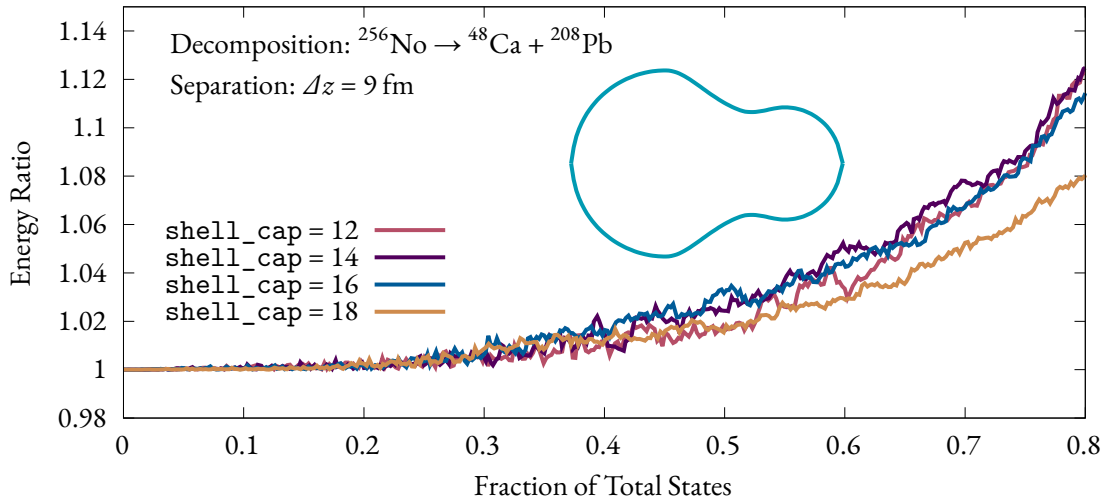 Decomposition: ²⁵⁶No → ⁴⁸Ca + ²⁰⁸Pb
Separation: Δz = 9 fm
shell_cap = 12
shell_cap = 14
shell_cap = 16
shell_cap = 18
Energy Ratio
1.14
1.12
1.1
1.08
1.06
1.04
1.02
1
0.98
0 0.1 0.2 0.3 0.4 0.5 0.6 0.7 0.8
Fraction of Total States